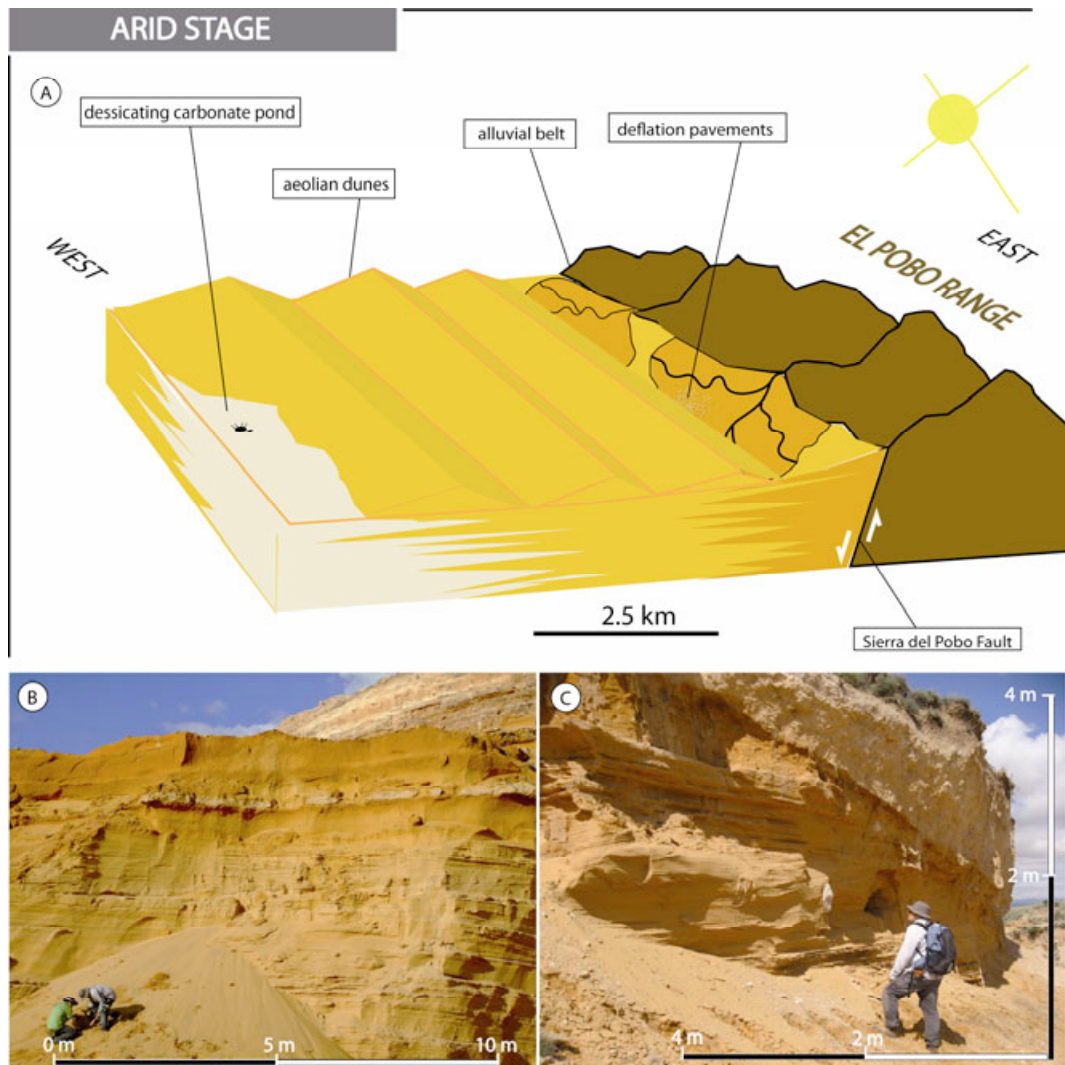 ARID STAGE
A
dessicating carbonate pond
alluvial belt
deflation pavements
aeolian dunes
WEST
EAST
EL POBO RANGE
2.5 km
Sierra del Pobo Fault
B
C
4 m
2 m
0 m
5 m
10 m
4 m
2 m